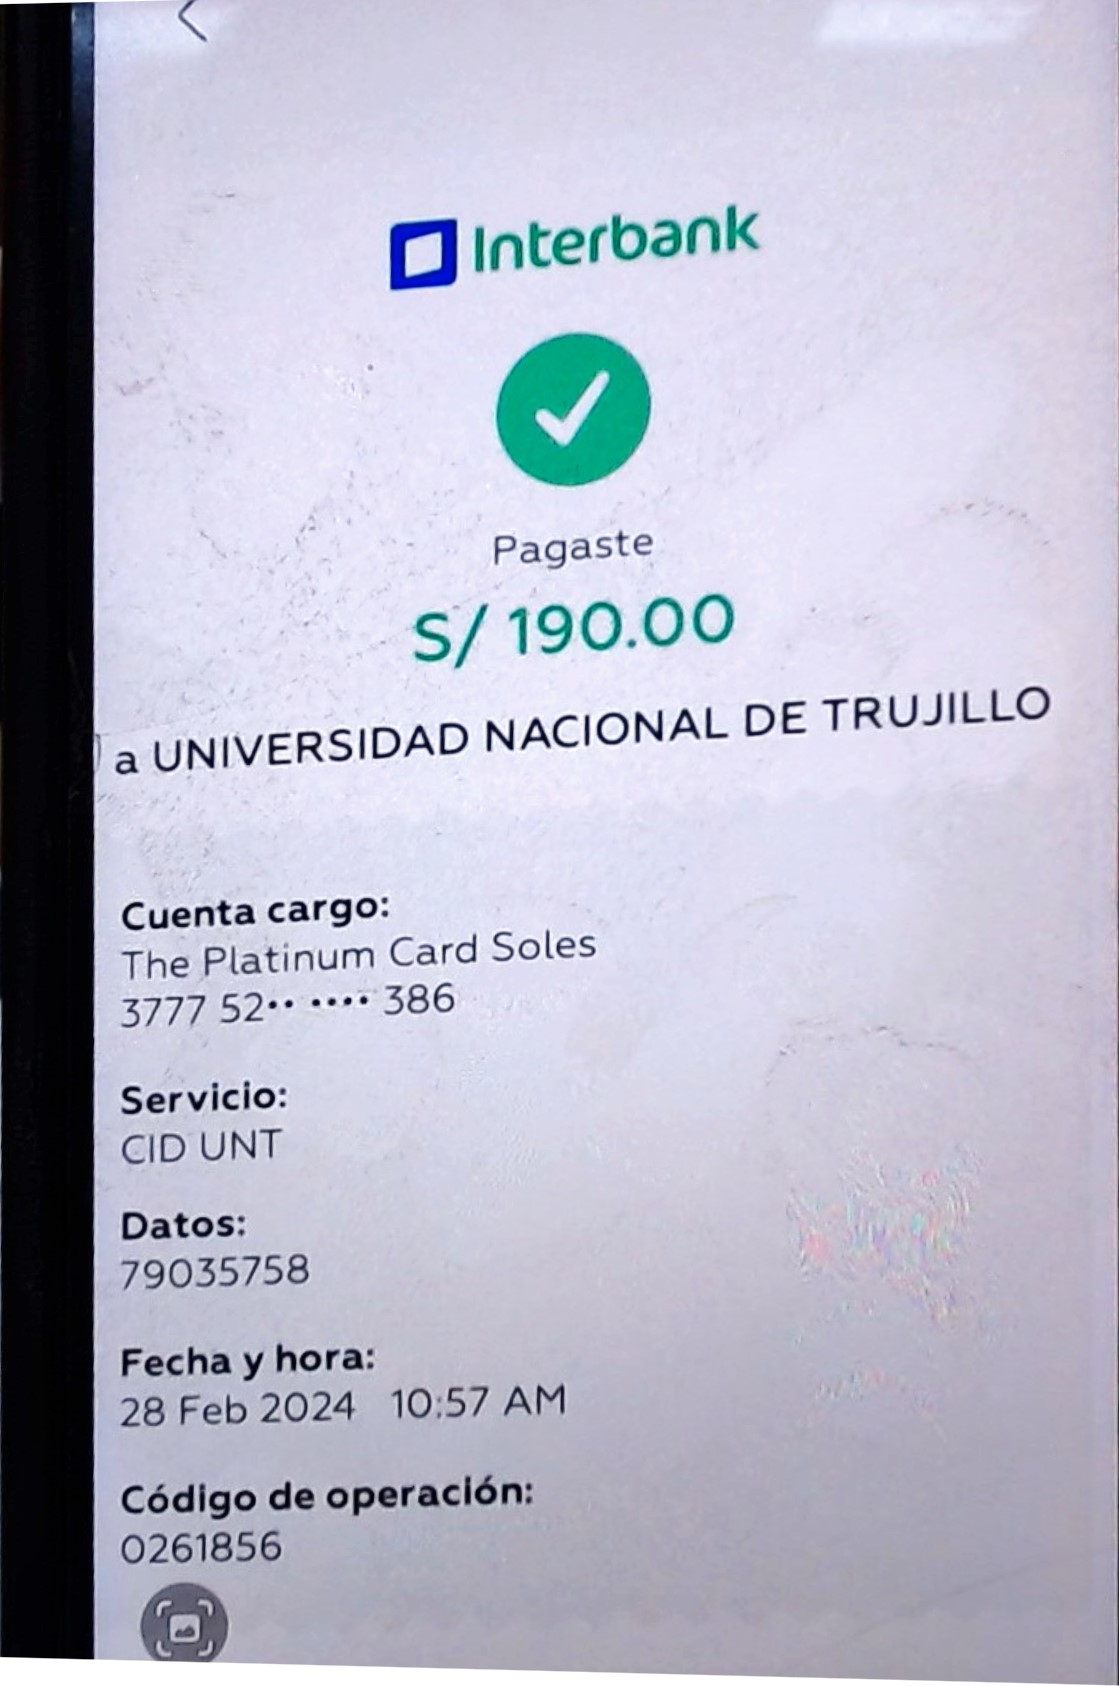 Interbank
Pagaste
S/ 190.00
a UNIVERSIDAD NACIONAL DE TRUJILLO
Cuenta cargo:
The Platinum Card Soles
3777 52•• •••• 386
Servicio:
CID UNT
Datos:
79035758
Fecha y hora:
28 Feb 2024 10:57 AM
Código de operación:
0261856